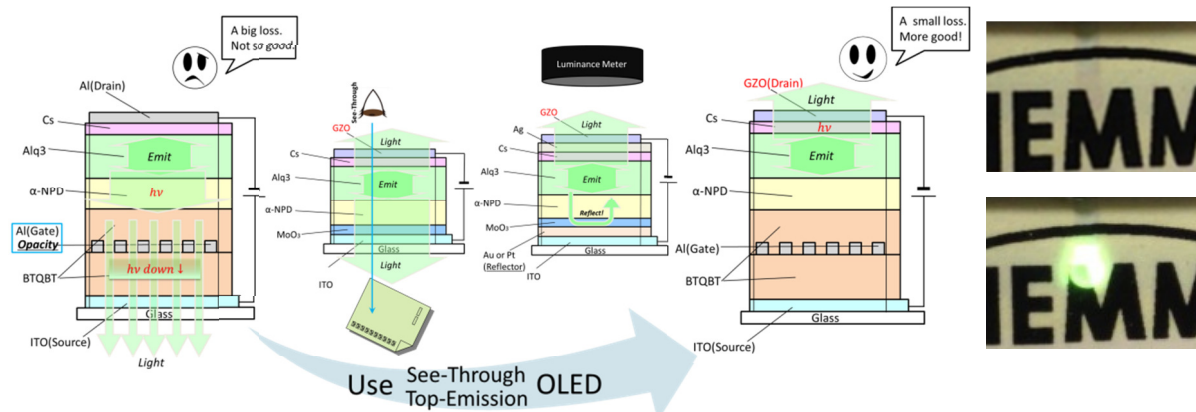 A big loss.
Not so good.
Al(Drain)
Cs
Alq3
Emit
α-NPD
hν
Al(Gate)
Opacity
hν down ↓
BTQBT
Glass
ITO(Source)
Light
See-Through
GZO
Light
Cs
Alq3
Emit
α-NPD
MoO₃
Glass
ITO
Light
Luminance Meter
GZO
Light
Ag
Cs
Alq3
Emit
α-NPD
Reflect!
MoO₃
Glass
Au or Pt
(Reflector)
ITO
A small loss.
More good!
GZO(Drain)
Light
Cs
hν
Alq3
Emit
α-NPD
Al(Gate)
BTQBT
Glass
ITO(Source)
Use See-Through Top-Emission OLED
IEMM
IEMM